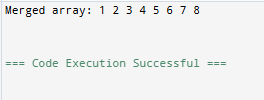 Merged array: 1 2 3 4 5 6 7 8
=== Code Execution Successful ===